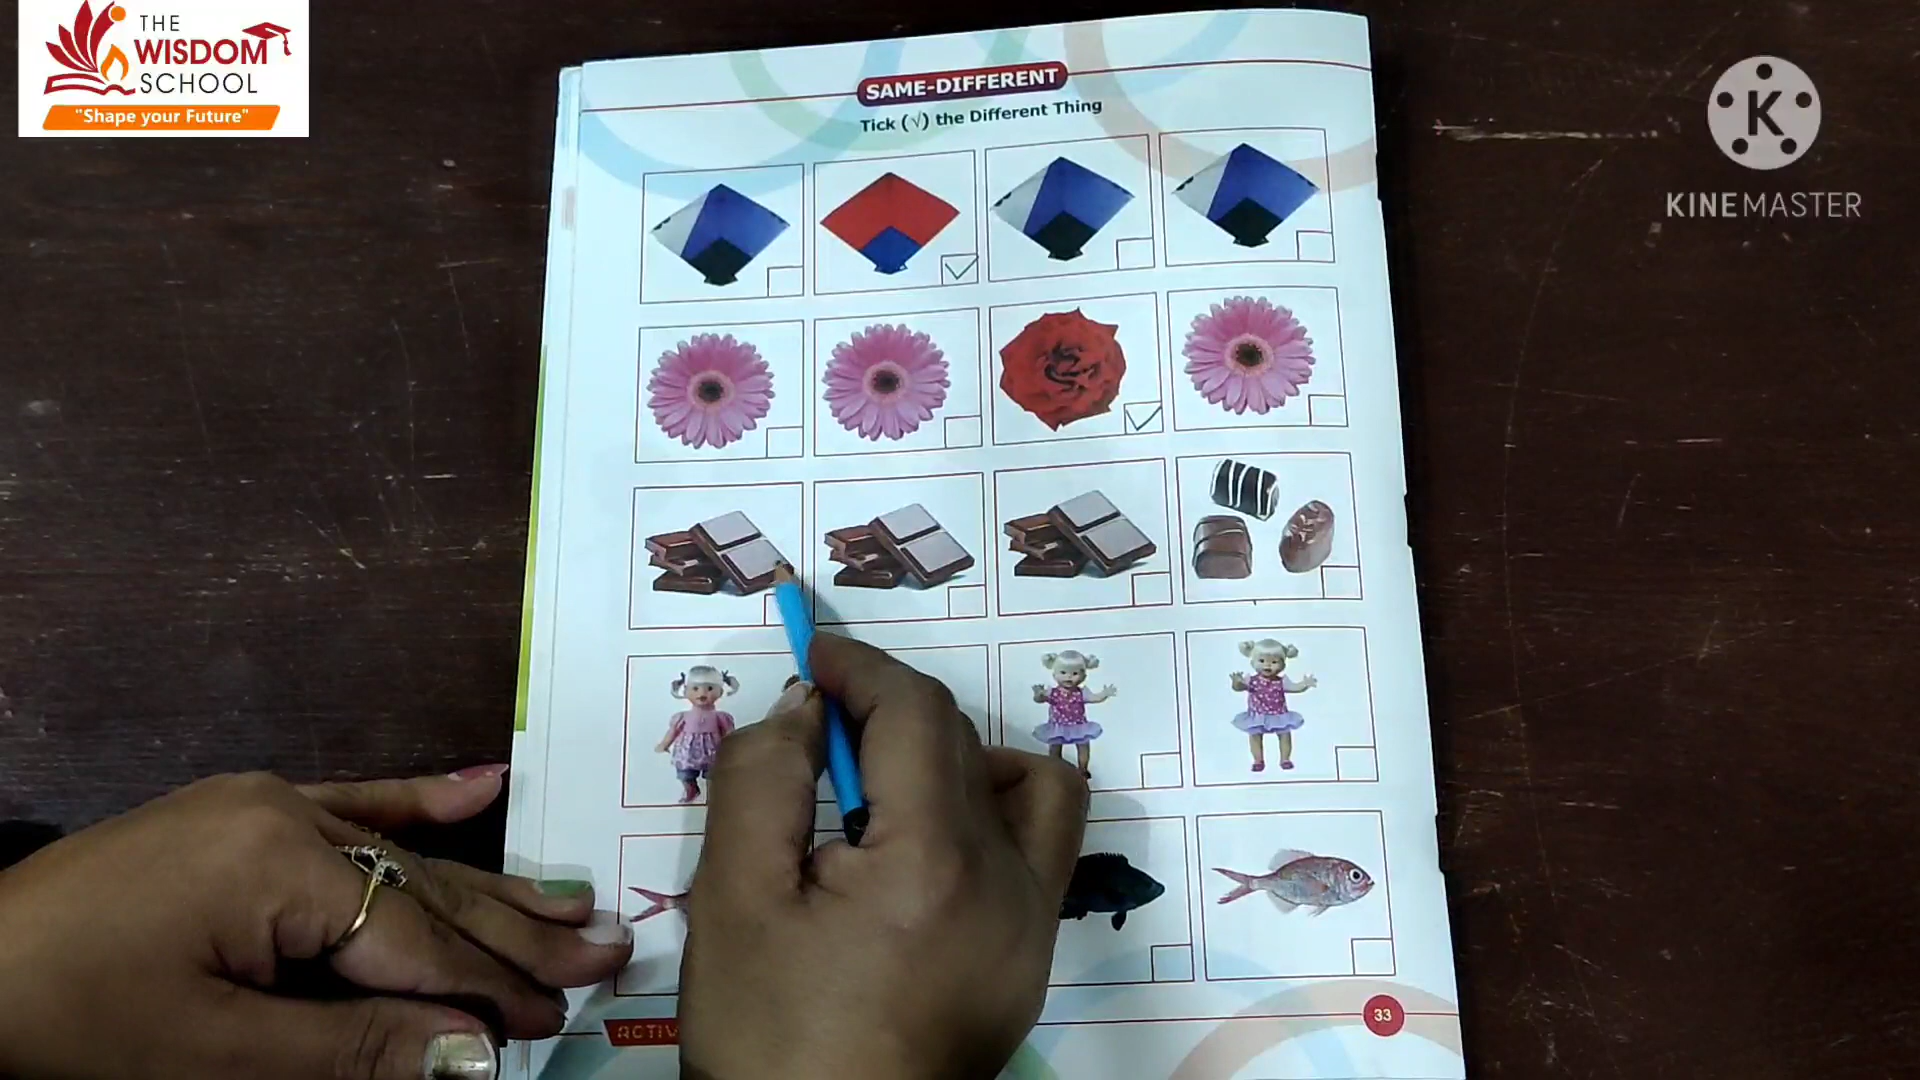 THE
WISDOM
SCHOOL
"Shape your Future"
K
KINEMASTER
SAME-DIFFERENT
Tick (√) the Different Thing
33